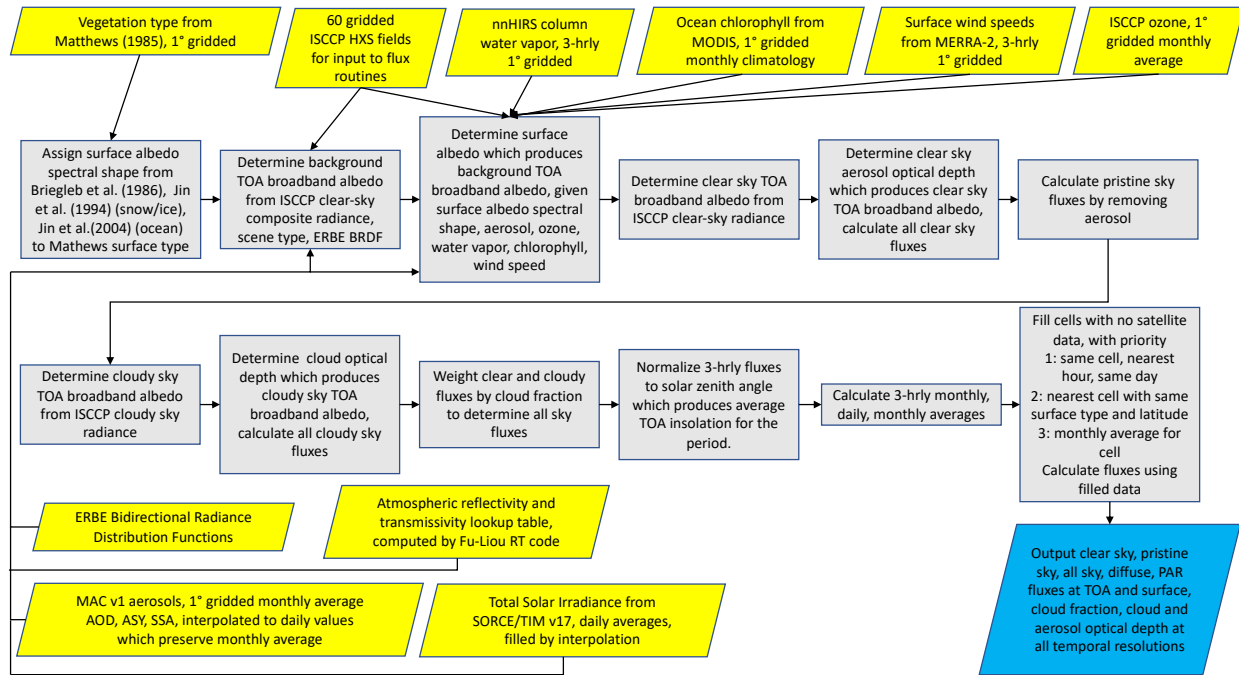 Vegetation type from
Matthews (1985), 1° gridded
60 gridded
ISCCP HXS fields
for input to flux
routines
nnHIRS column
water vapor, 3-hrly
1° gridded
Ocean chlorophyll from
MODIS, 1° gridded
monthly climatology
Surface wind speeds
from MERRA-2, 3-hrly
1° gridded
ISCCP ozone, 1°
gridded monthly
average
Assign surface albedo
spectral shape from
Briegleb et al. (1986), Jin
et al. (1994) (snow/ice),
Jin et al.(2004) (ocean)
to Mathews surface type
Determine background
TOA broadband albedo
from ISCCP clear-sky
composite radiance,
scene type, ERBE BRDF
Determine surface
albedo which produces
background TOA
broadband albedo, given
surface albedo spectral
shape, aerosol, ozone,
water vapor, chlorophyll,
wind speed
Determine clear sky TOA
broadband albedo from
ISCCP clear-sky radiance
Determine clear sky
aerosol optical depth
which produces clear sky
TOA broadband albedo,
calculate all clear sky
fluxes
Calculate pristine sky
fluxes by removing
aerosol
Determine cloudy sky
TOA broadband albedo
from ISCCP cloudy sky
radiance
Determine cloud optical
depth which produces
cloudy sky TOA
broadband albedo,
calculate all cloudy sky
fluxes
Weight clear and cloudy
fluxes by cloud fraction
to determine all sky
fluxes
Normalize 3-hrly fluxes
to solar zenith angle
which produces average
TOA insolation for the
period.
Calculate 3-hrly monthly,
daily, monthly averages
Fill cells with no satellite
data, with priority
1: same cell, nearest
hour, same day
2: nearest cell with same
surface type and latitude
3: monthly average for
cell
Calculate fluxes using
filled data
ERBE Bidirectional Radiance
Distribution Functions
Atmospheric reflectivity and
transmissivity lookup table,
computed by Fu-Liou RT code
MAC v1 aerosols, 1° gridded monthly average
AOD, ASY, SSA, interpolated to daily values
which preserve monthly average
Total Solar Irradiance from
SORCE/TIM v17, daily averages,
filled by interpolation
Output clear sky, pristine
sky, all sky, diffuse, PAR
fluxes at TOA and surface,
cloud fraction, cloud and
aerosol optical depth at
all temporal resolutions